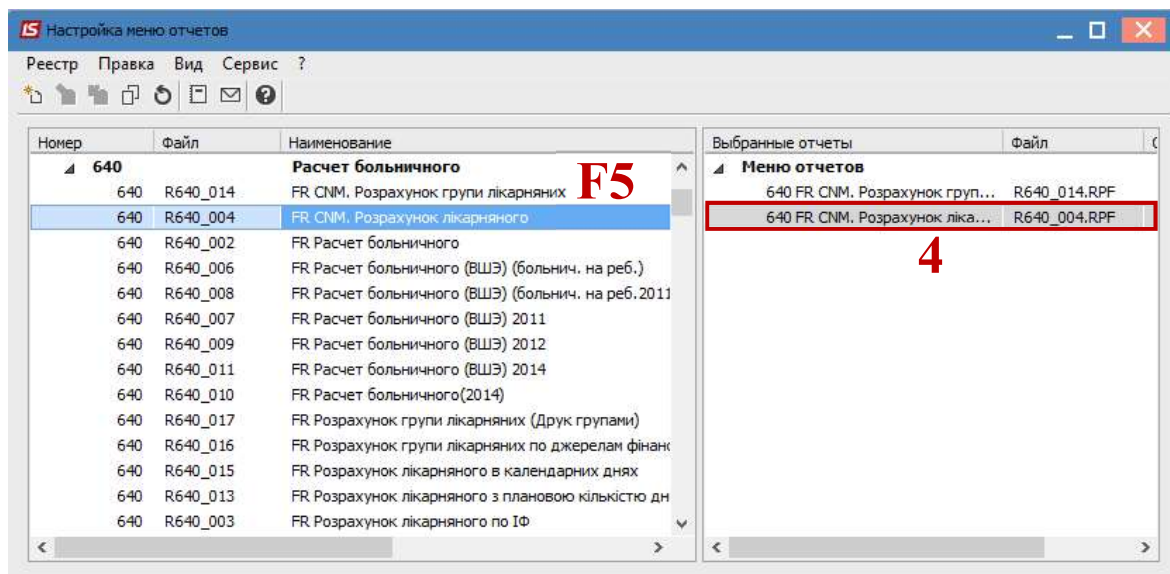 IS Настройка меню отчетов
Реестр Правка Вид Сервис ?
Номер Файл Наименование Выбранные отчеты Файл
640 Расчет больничного Меню отчетов
640 R640_014 FR CNM. Розрахунок групи лікарняних F5 640 FR CNM. Розрахунок груп... R640_014.RPF
640 R640_004 FR CNM. Розрахунок лікарняного 640 FR CNM. Розрахунок ліка... R640_004.RPF
640 R640_002 FR Расчет больничного 4
640 R640_006 FR Расчет больничного (ВШЭ) (больнич. на реб.)
640 R640_008 FR Расчет больничного (ВШЭ) (больнич. на реб.2011
640 R640_007 FR Расчет больничного (ВШЭ) 2011
640 R640_009 FR Расчет больничного (ВШЭ) 2012
640 R640_011 FR Расчет больничного (ВШЭ) 2014
640 R640_010 FR Расчет больничного(2014)
640 R640_017 FR Розрахунок групи лікарняних (Друк групами)
640 R640_016 FR Розрахунок групи лікарняних по джерелам фінанс
640 R640_015 FR Розрахунок лікарняного в календарних днях
640 R640_013 FR Розрахунок лікарняного з плановою кількістю дн
640 R640_003 FR Розрахунок лікарняного по ІФ